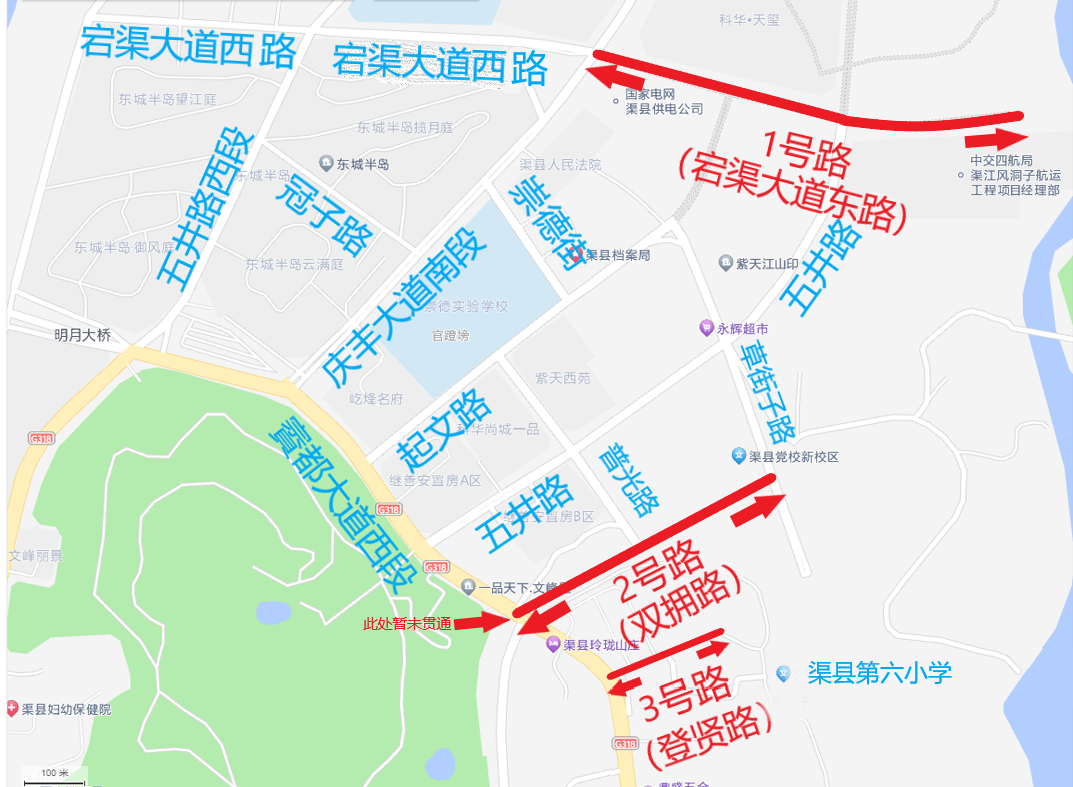 科华•天玺
宕渠大道西路
宕渠大道西路
国家电网
渠县供电公司
东城半岛望江庭
东城半岛揽月庭
1号路
(宕渠大道东路)
中交四航局
渠江风洞子航运
工程项目经理部
东城半岛
渠县人民法院
五井路西段
东城半岛
冠子路
崇德街
东城半岛御风庭
东城半岛云满庭
渠县档案局
紫天江山印
五井路
庆丰大道南段
崇德实验学校
官蹬塝
永辉超市
明月大桥
草街子路
紫天西苑
屹烽名府
起文路
科华尚城一品
G318
賨都大道西段
普光路
渠县党校新校区
继善安置房A区
G318
五井路
继善安置房B区
文峰丽景
G318
一品天下.文峰
2号路
(双拥路)
此处暂未贯通
渠县玲珑山庄
3号路
(登贤路)
渠县第六小学
渠县妇幼保健院
G318
100 米